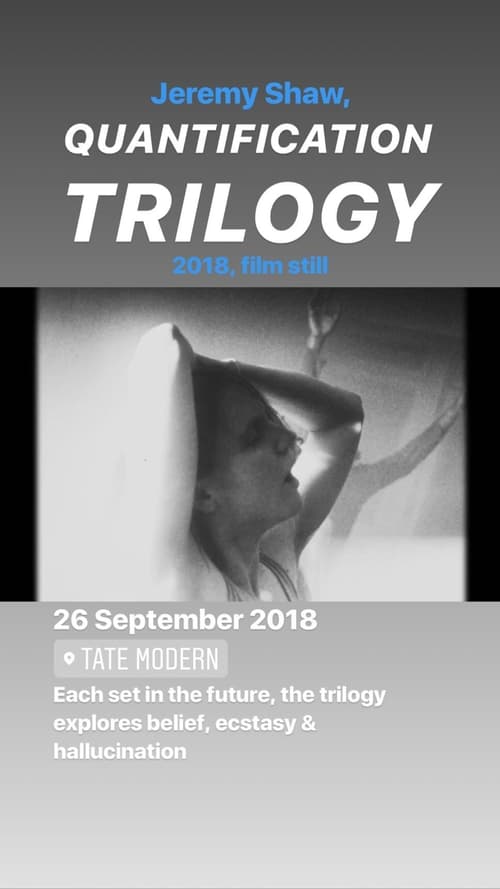 Jeremy Shaw,
QUANTIFICATION
TRILOGY
2018, film still
26 September 2018
TATE MODERN
Each set in the future, the trilogy
explores belief, ecstasy &
hallucination